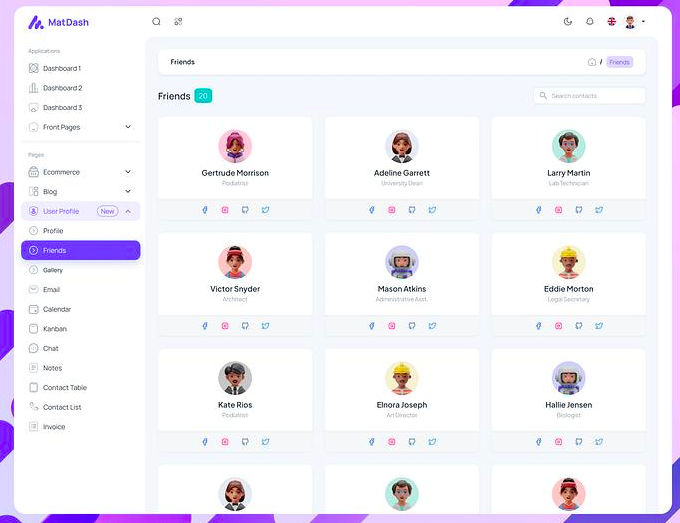 MatDash
Applications
Dashboard 1
Dashboard 2
Dashboard 3
Front Pages
Pages
Ecommerce
Blog
User Profile New
Profile
Friends
Gallery
Email
Calendar
Kanban
Chat
Notes
Contact Table
Contact List
Invoice
Friends / Friends
Friends 20 Search contacts
Gertrude Morrison Adeline Garrett Larry Martin
Podiatrist University Dean Lab Technician
Victor Snyder Mason Atkins Eddie Morton
Architect Administrative Asst. Legal Secretary
Kate Rios Elnora Joseph Hallie Jensen
Podiatrist Art Director Biologist